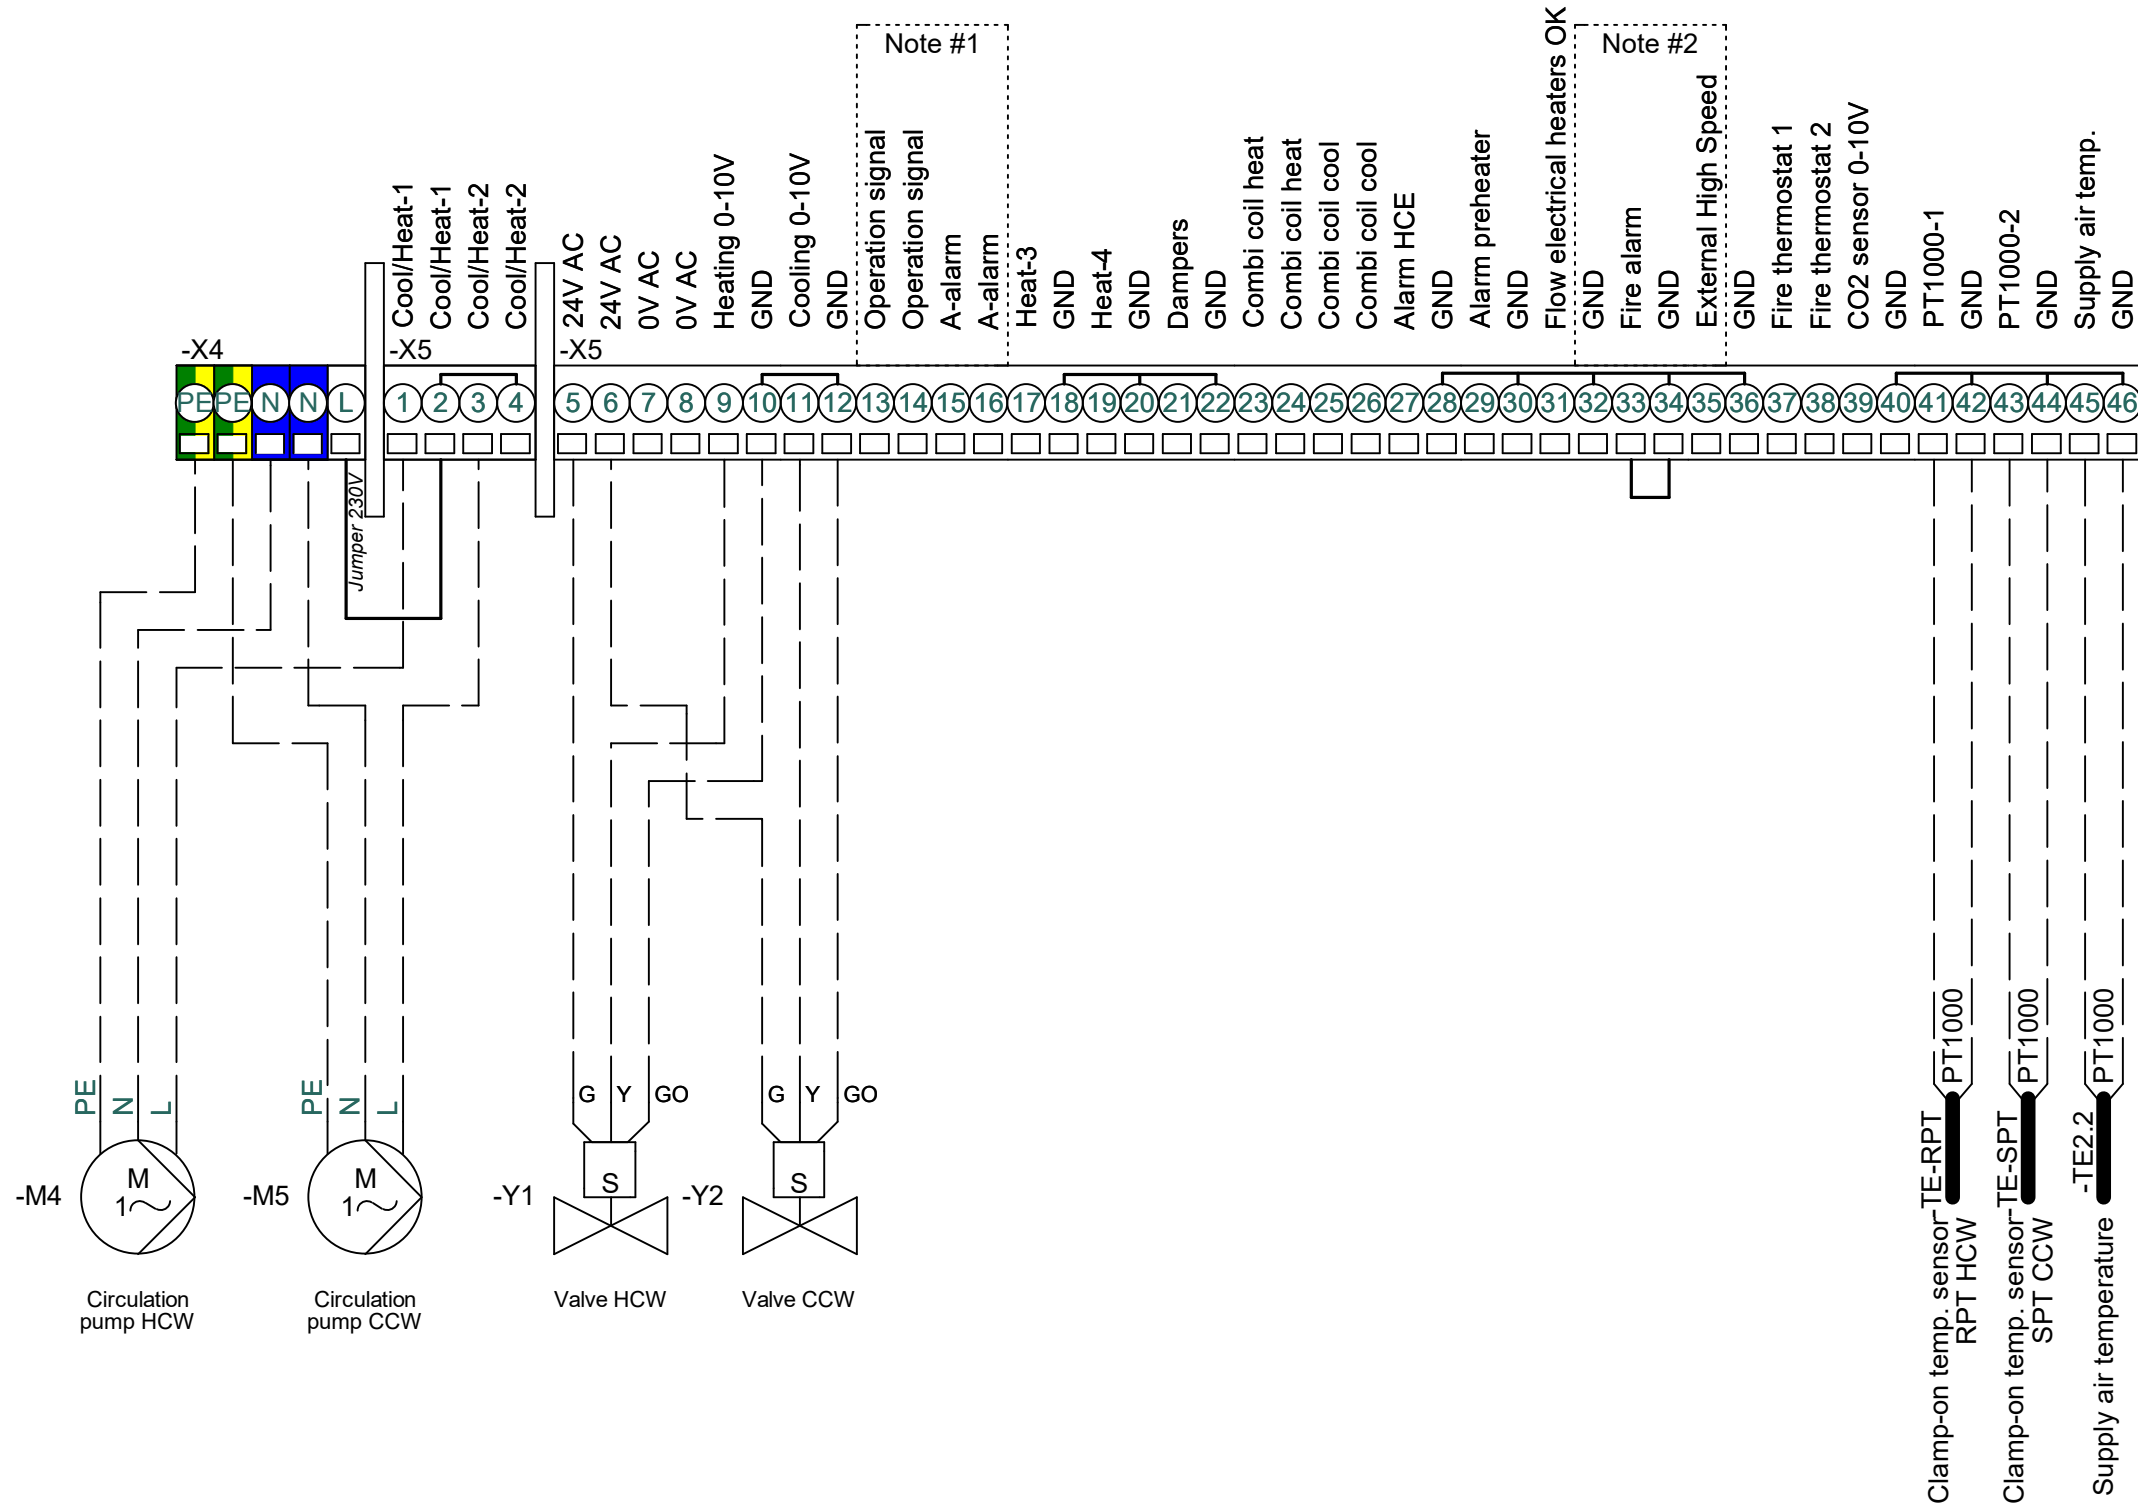 Note #1
Note #2
Cool/Heat-1
Cool/Heat-1
Cool/Heat-2
Cool/Heat-2
24V AC
24V AC
0V AC
0V AC
Heating 0-10V
GND
Cooling 0-10V
GND
Operation signal
Operation signal
A-alarm
A-alarm
Heat-3
GND
Heat-4
GND
Dampers
GND
Combi coil heat
Combi coil heat
Combi coil cool
Combi coil cool
Alarm HCE
GND
Alarm preheater
GND
Flow electrical heaters OK
GND
Fire alarm
GND
External High Speed
GND
Fire thermostat 1
Fire thermostat 2
CO2 sensor 0-10V
GND
PT1000-1
GND
PT1000-2
GND
Supply air temp.
GND
-X4 -X5 -X5
PE PE N N L 1 2 3 4 5 6 7 8 9 10 11 12 13 14 15 16 17 18 19 20 21 22 23 24 25 26 27 28 29 30 31 32 33 34 35 36 37 38 39 40 41 42 43 44 45 46
Jumper 230V
PE N L
PE N L
G Y GO
G Y GO
PT1000
PT1000
PT1000
-M4
M
1
-M5
M
1
-Y1
S
-Y2
S
-TE-RPT
-TE-SPT
-TE2.2
Circulation
pump HCW
Circulation
pump CCW
Valve HCW
Valve CCW
Clamp-on temp. sensor
RPT HCW
Clamp-on temp. sensor
SPT CCW
Supply air temperature